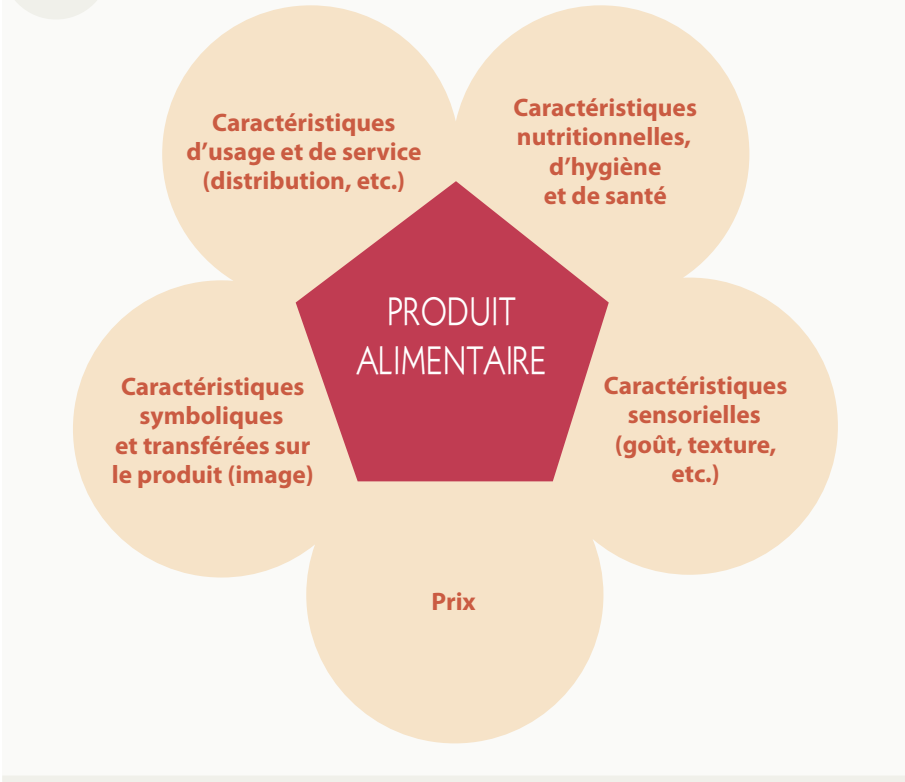 Caractéristiques
d'usage et de service
(distribution, etc.)
Caractéristiques
nutritionnelles,
d'hygiène
et de santé
PRODUIT
ALIMENTAIRE
Caractéristiques
symboliques
et transférées sur
le produit (image)
Caractéristiques
sensorielles
(goût, texture,
etc.)
Prix